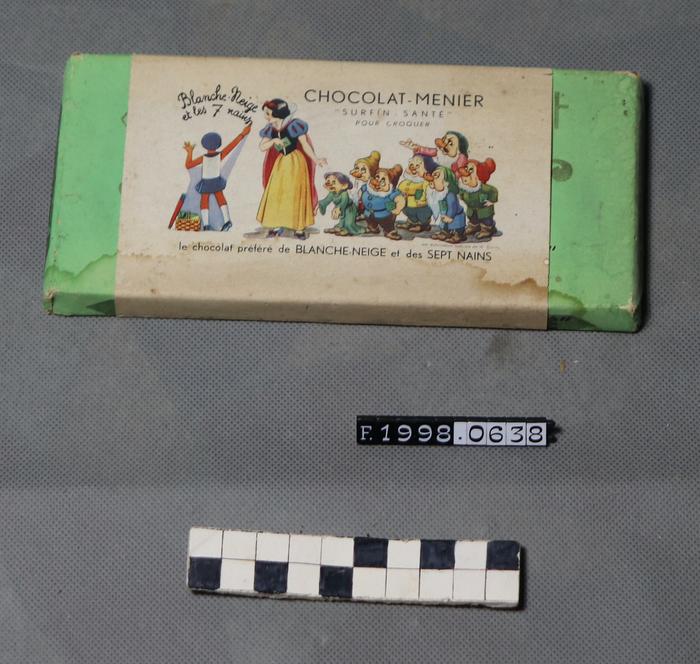 Blanche-Neige
et les 7 nains
CHOCOLAT-MENIER
"SURFIN-SANTÉ"
POUR CROQUER
le chocolat préféré de BLANCHE-NEIGE et des SEPT NAINS
F.1998.0638